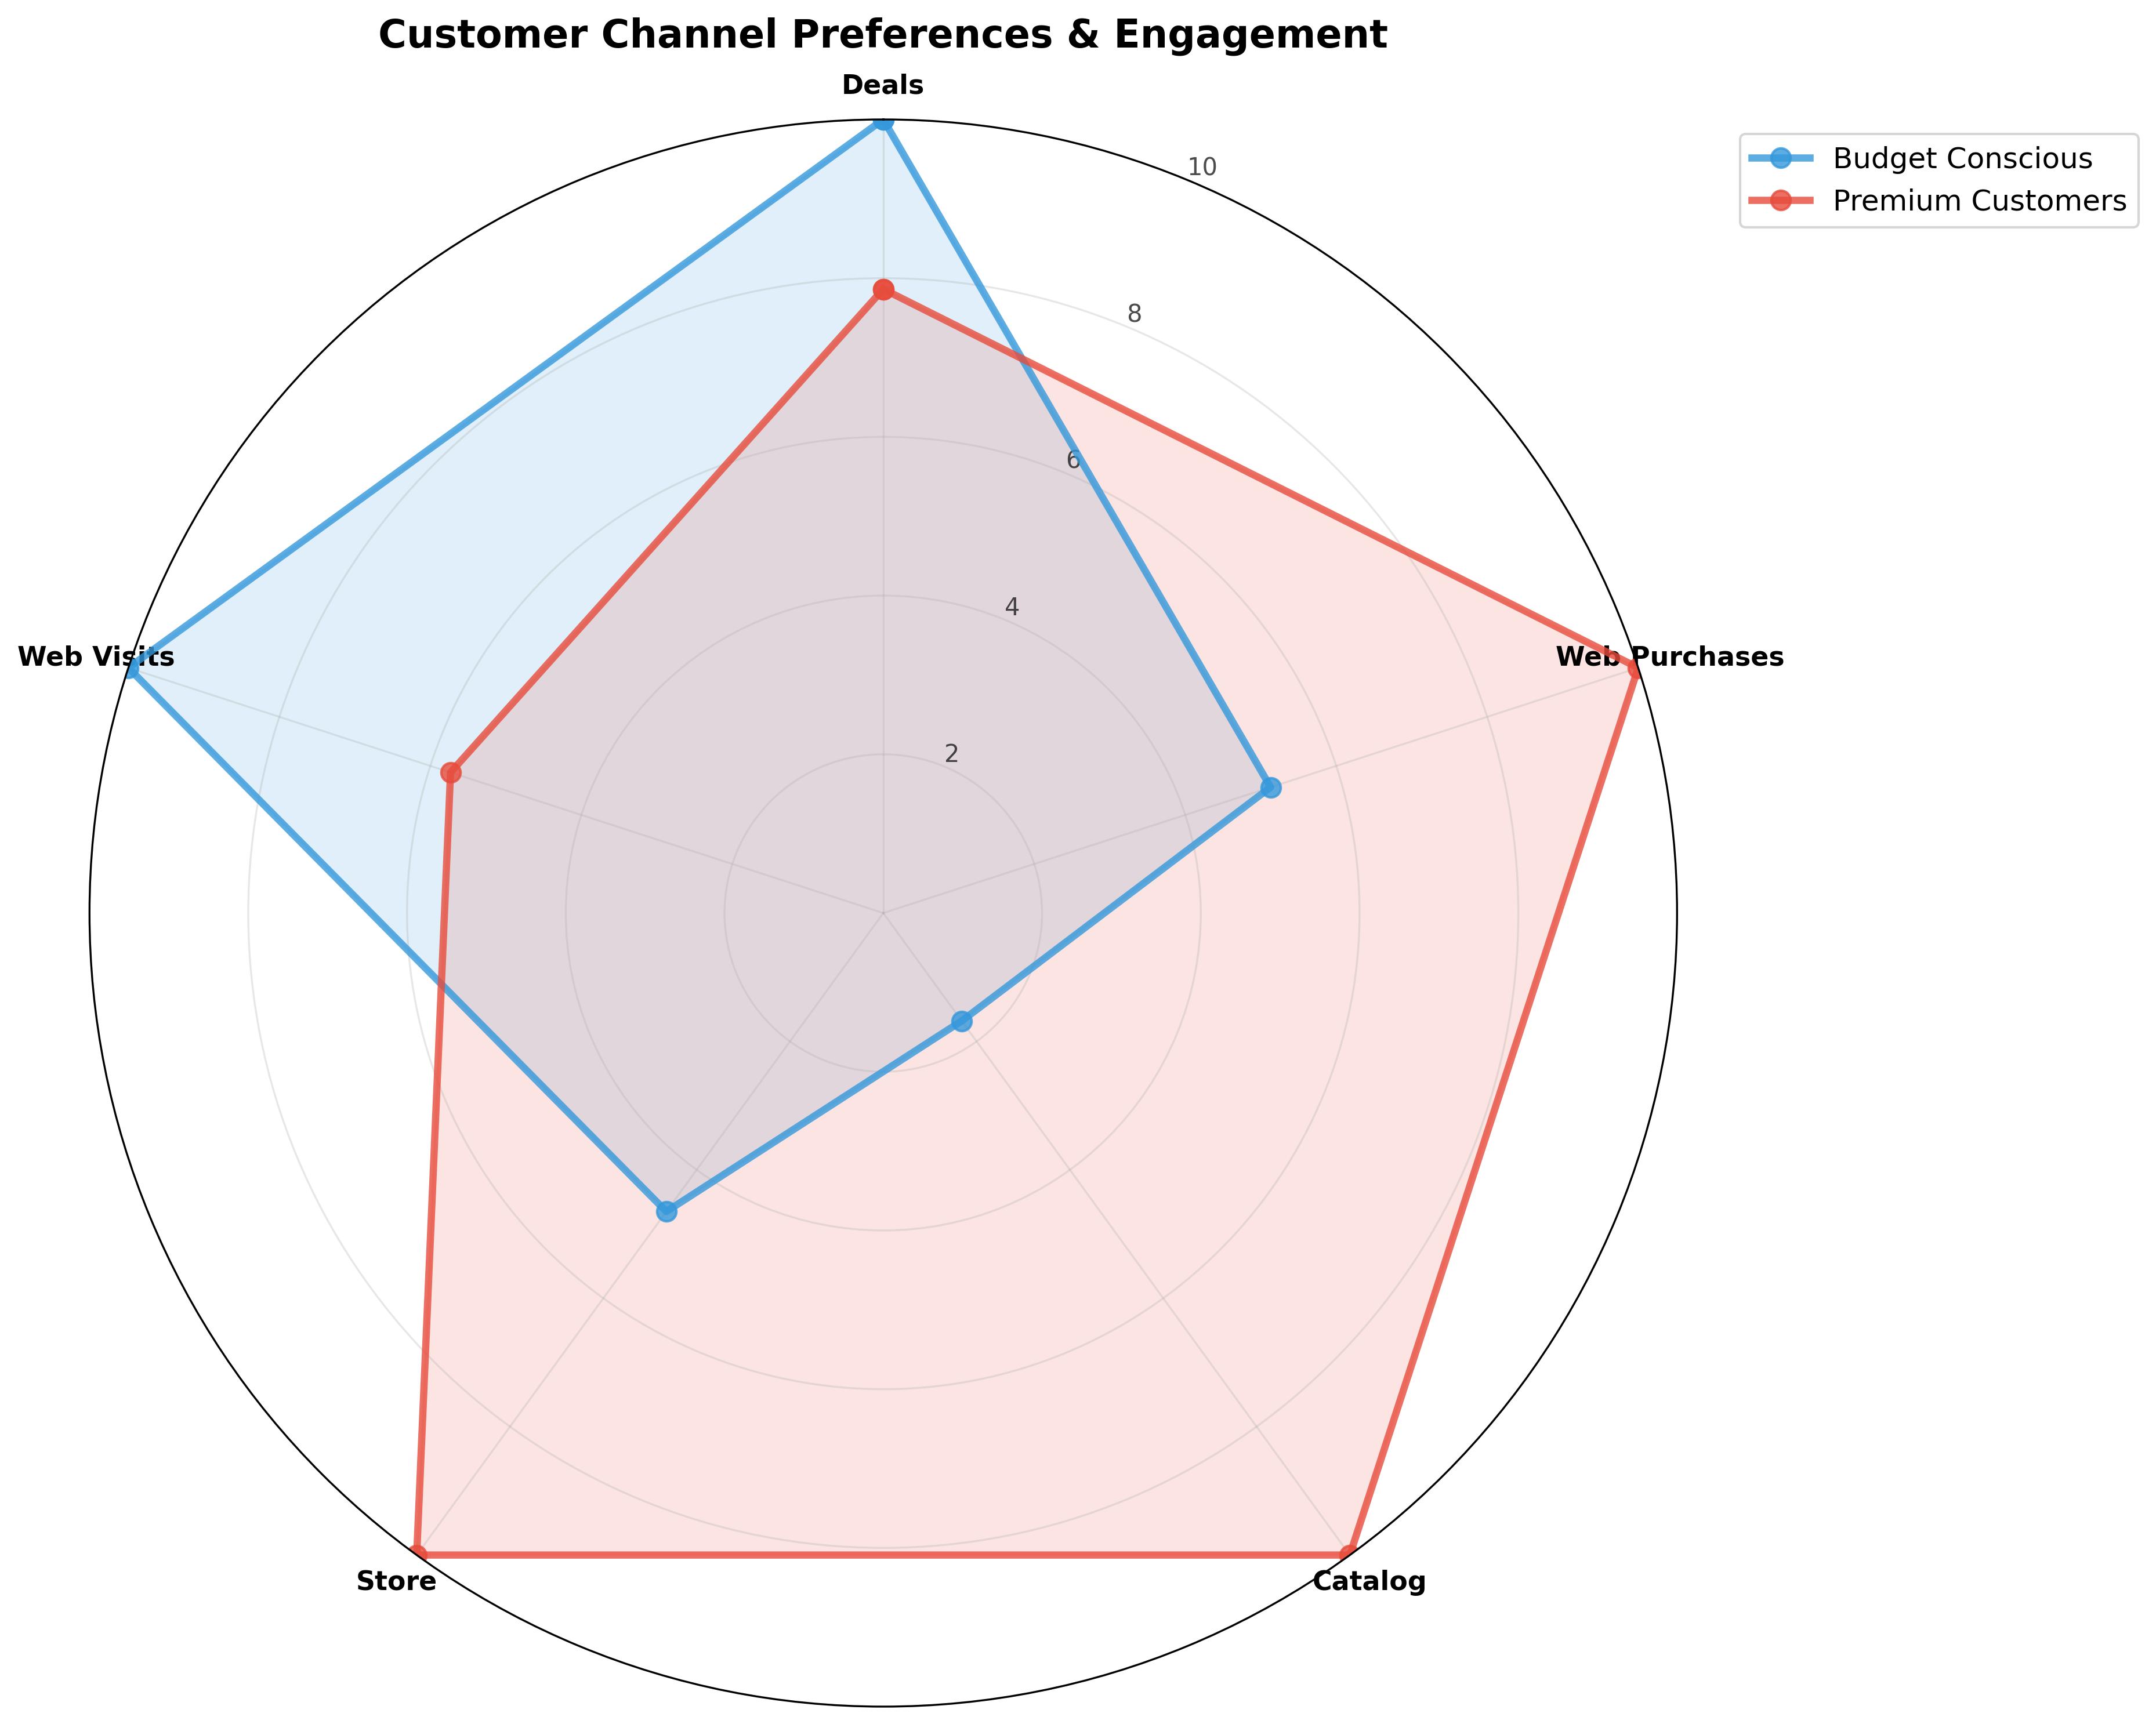 Customer Channel Preferences & Engagement
Deals
10
Budget Conscious
Premium Customers
8
6
4
Web Visits
Web Purchases
2
Store
Catalog